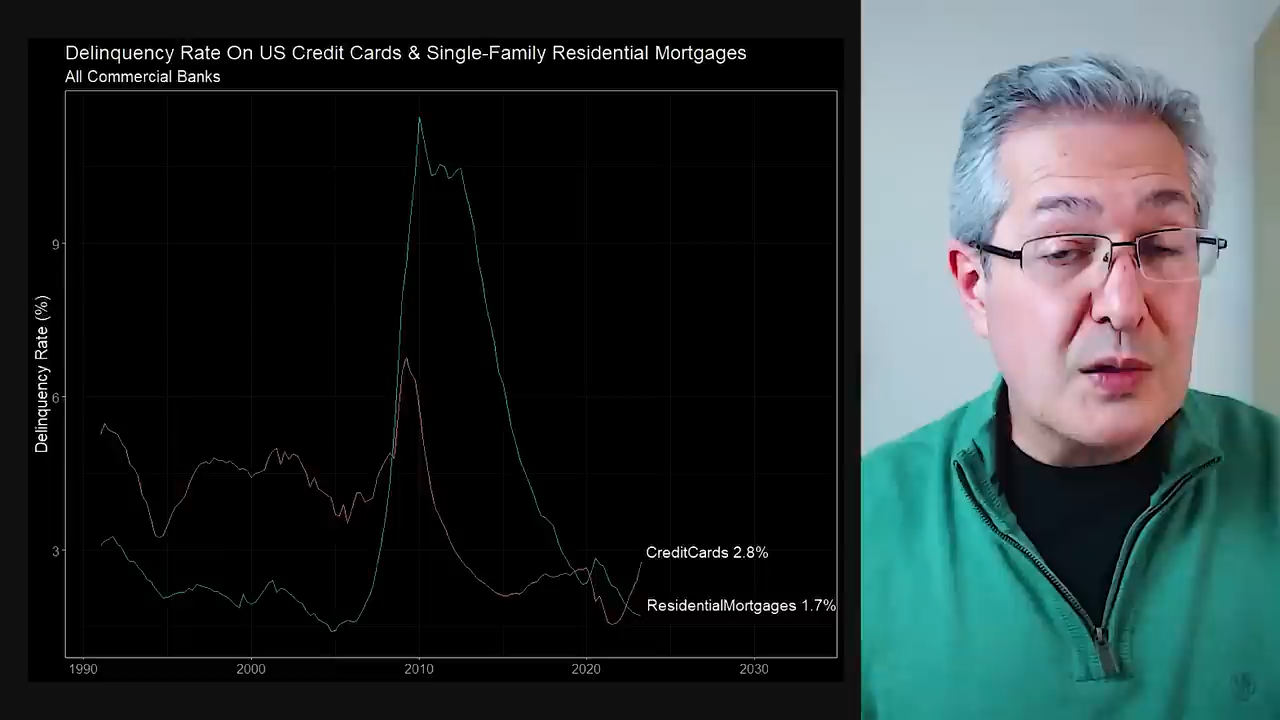 Delinquency Rate On US Credit Cards & Single-Family Residential Mortgages
All Commercial Banks
Delinquency Rate (%)
9
6
3
CreditCards 2.8%
ResidentialMortgages 1.7%
1990 2000 2010 2020 2030